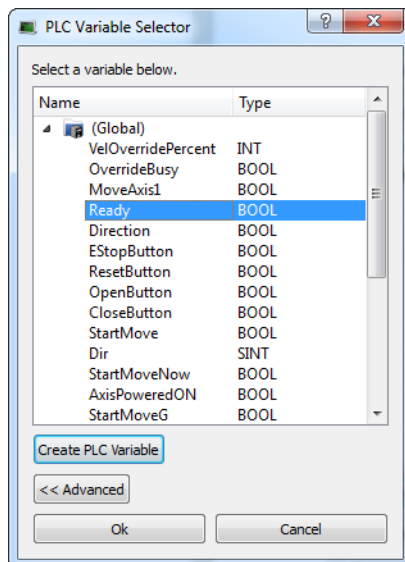 PLC Variable Selector
Select a variable below.
Name Type
(Global)
VelOverridePercent INT
OverrideBusy BOOL
MoveAxis1 BOOL
Ready BOOL
Direction BOOL
EStopButton BOOL
ResetButton BOOL
OpenButton BOOL
CloseButton BOOL
StartMove BOOL
Dir SINT
StartMoveNow BOOL
AxisPoweredON BOOL
StartMoveG BOOL
Create PLC Variable
<< Advanced
Ok Cancel